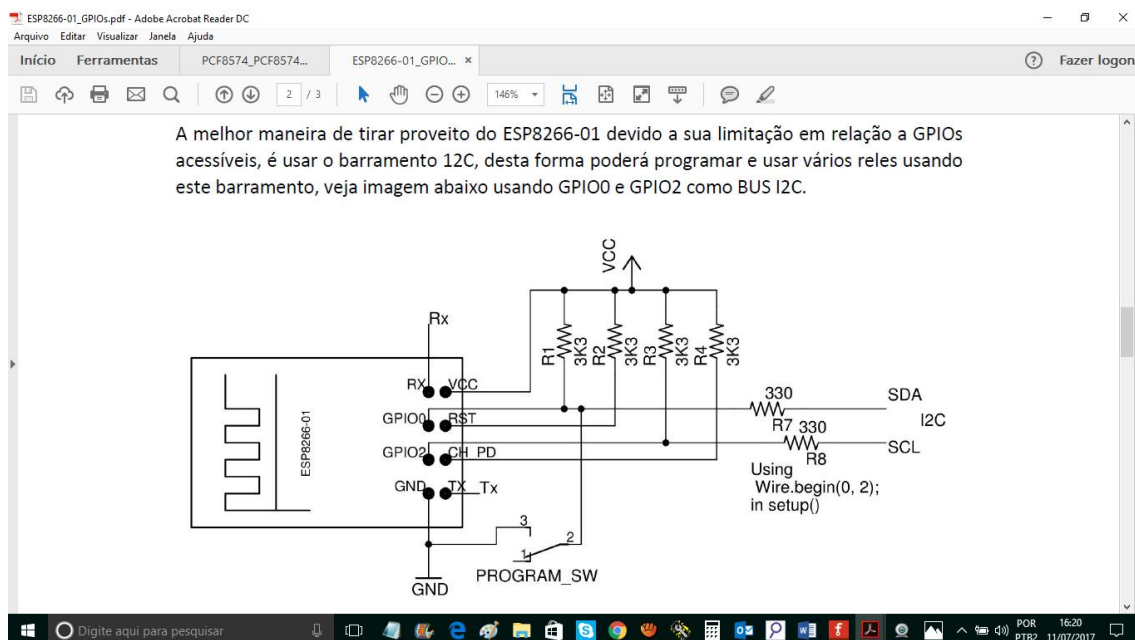 ESP8266-01_GPIOs.pdf - Adobe Acrobat Reader DC
Arquivo Editar Visualizar Janela Ajuda
Início Ferramentas PCF8574_PCF8574... ESP8266-01_GPIO... × Fazer logon
2 / 3 146%
A melhor maneira de tirar proveito do ESP8266-01 devido a sua limitação em relação a GPIOs
acessíveis, é usar o barramento 12C, desta forma poderá programar e usar vários reles usando
este barramento, veja imagem abaixo usando GPIO0 e GPIO2 como BUS I2C.
VCC
Rx
R1 3K3 R2 3K3 R3 3K3 R4 3K3
RX VCC
330 SDA
GPIO0 RST
R7 330 I2C
ESP8266-01
GPIO2 CH_PD
SCL
R8
GND TX Tx
Using
Wire.begin(0, 2);
in setup()
3
2
1
PROGRAM_SW
GND
Digite aqui para pesquisar
POR 16:20
PTB2 11/07/2017